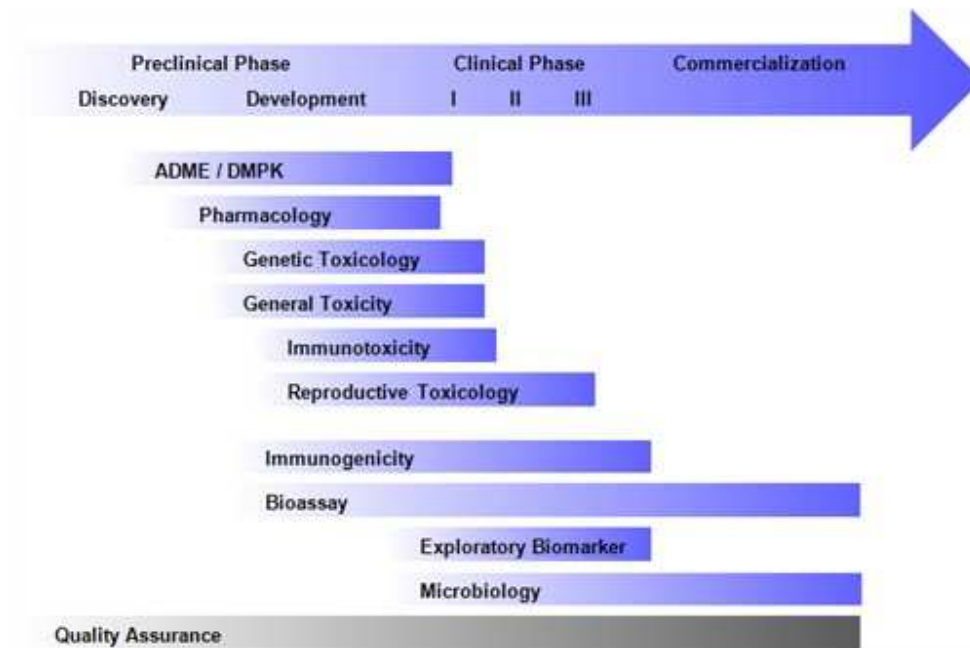 Preclinical Phase Clinical Phase Commercialization
Discovery Development I II III
ADME / DMPK
Pharmacology
Genetic Toxicology
General Toxicity
Immunotoxicity
Reproductive Toxicology
Immunogenicity
Bioassay
Exploratory Biomarker
Microbiology
Quality Assurance